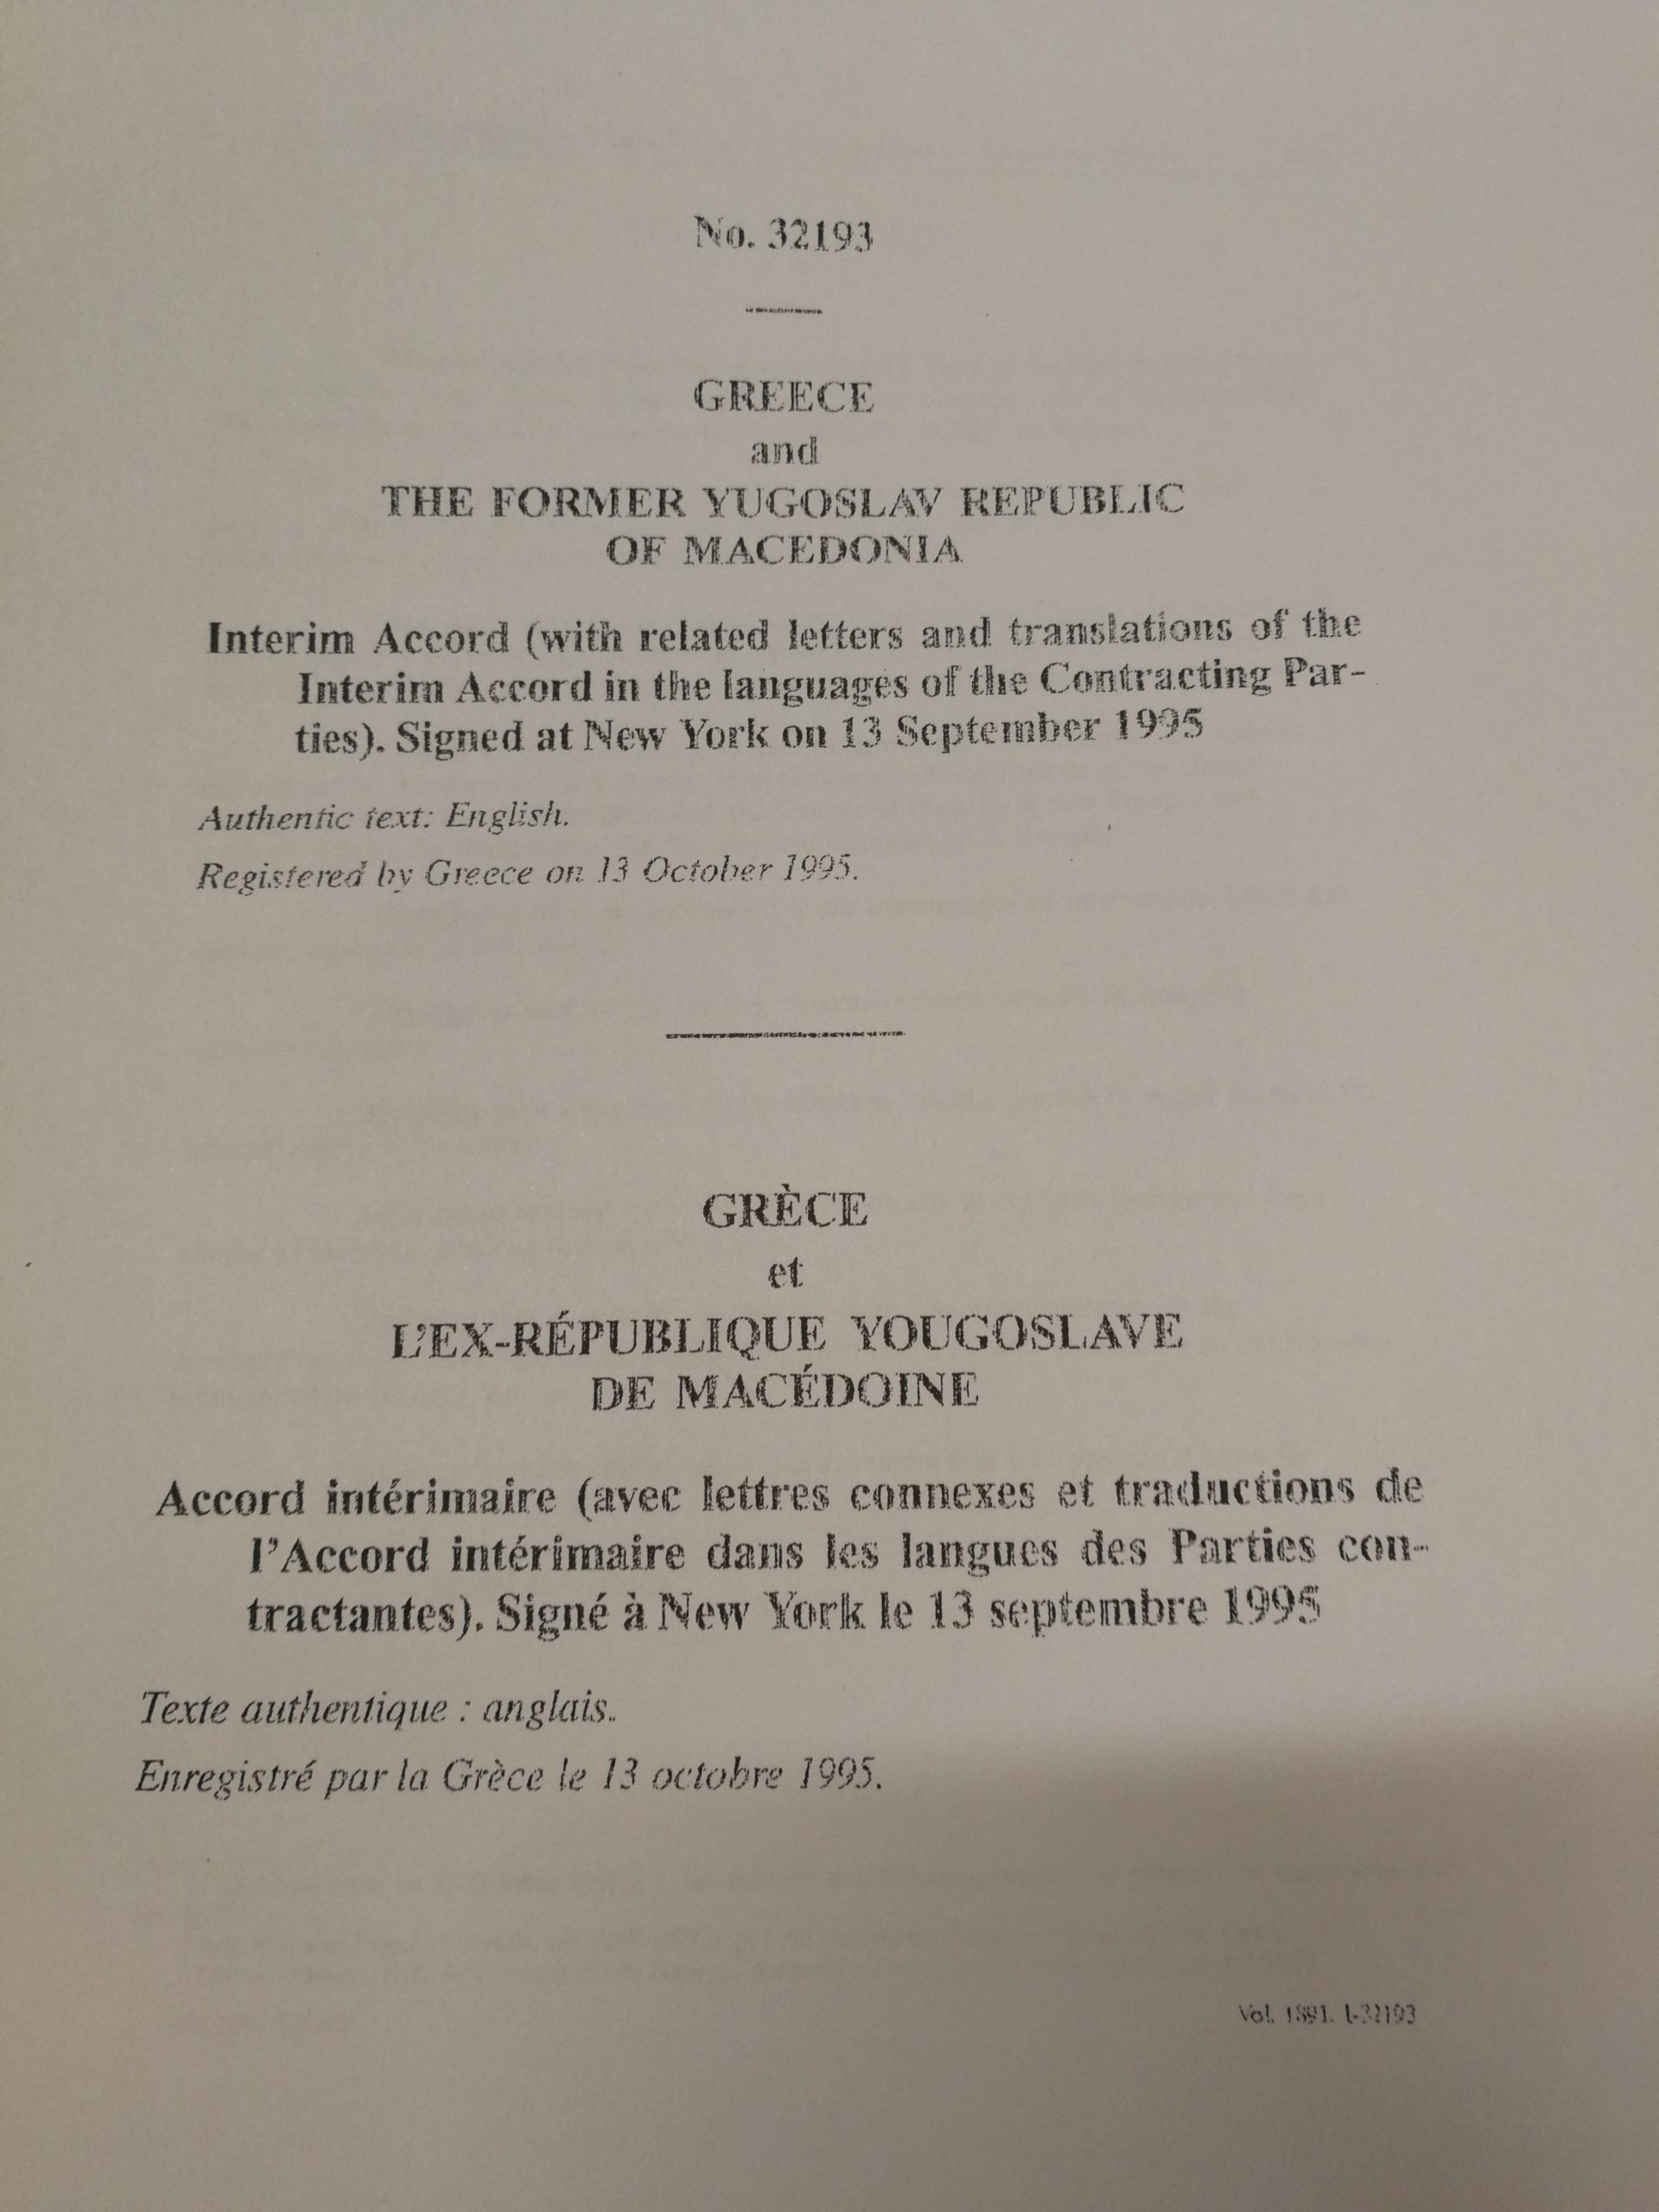 No. 32193
GREECE
and
THE FORMER YUGOSLAV REPUBLIC
OF MACEDONIA
Interim Accord (with related letters and translations of the
Interim Accord in the languages of the Contracting Par-
ties). Signed at New York on 13 September 1995
Authentic text: English.
Registered by Greece on 13 October 1995.
GRÈCE
et
L'EX-RÉPUBLIQUE YOUGOSLAVE
DE MACÉDOINE
Accord intérimaire (avec lettres connexes et traductions de
l'Accord intérimaire dans les langues des Parties con-
tractantes). Signé à New York le 13 septembre 1995
Texte authentique : anglais.
Enregistré par la Grèce le 13 octobre 1995.
Vol. 1891, I-32193